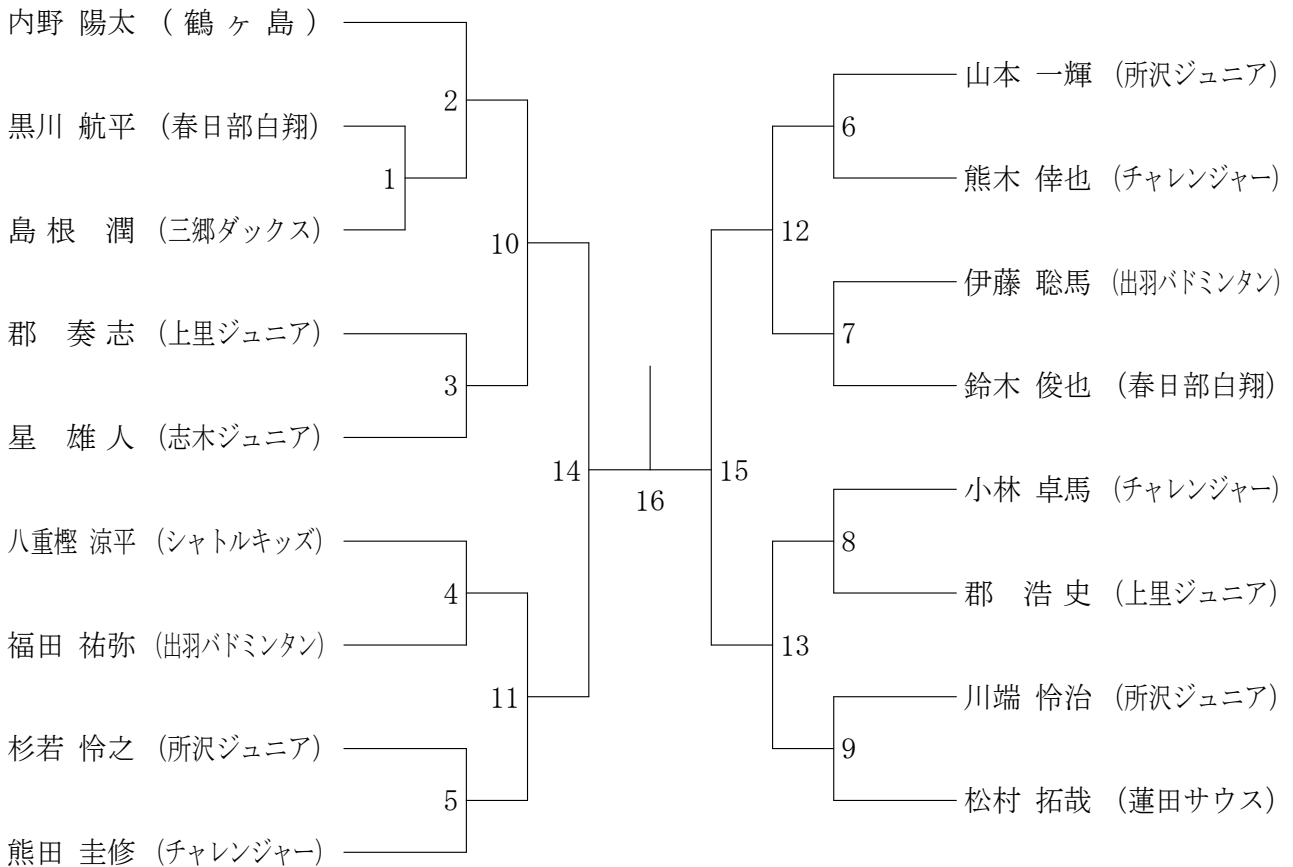 内野 陽太 (鶴ヶ島)
黒川 航平 (春日部白翔)
島根 潤 (三郷ダックス)
郡 奏志 (上里ジュニア)
星 雄人 (志木ジュニア)
八重樫 涼平 (シャトルキッズ)
福田 祐弥 (出羽バドミンタン)
杉若 怜之 (所沢ジュニア)
熊田 圭修 (チャレンジャー)
1
2
3
4
5
10
11
14
16
15
12
13
6
7
8
9
山本 一輝 (所沢ジュニア)
熊木 倖也 (チャレンジャー)
伊藤 聡馬 (出羽バドミンタン)
鈴木 俊也 (春日部白翔)
小林 卓馬 (チャレンジャー)
郡 浩史 (上里ジュニア)
川端 怜治 (所沢ジュニア)
松村 拓哉 (蓮田サウス)